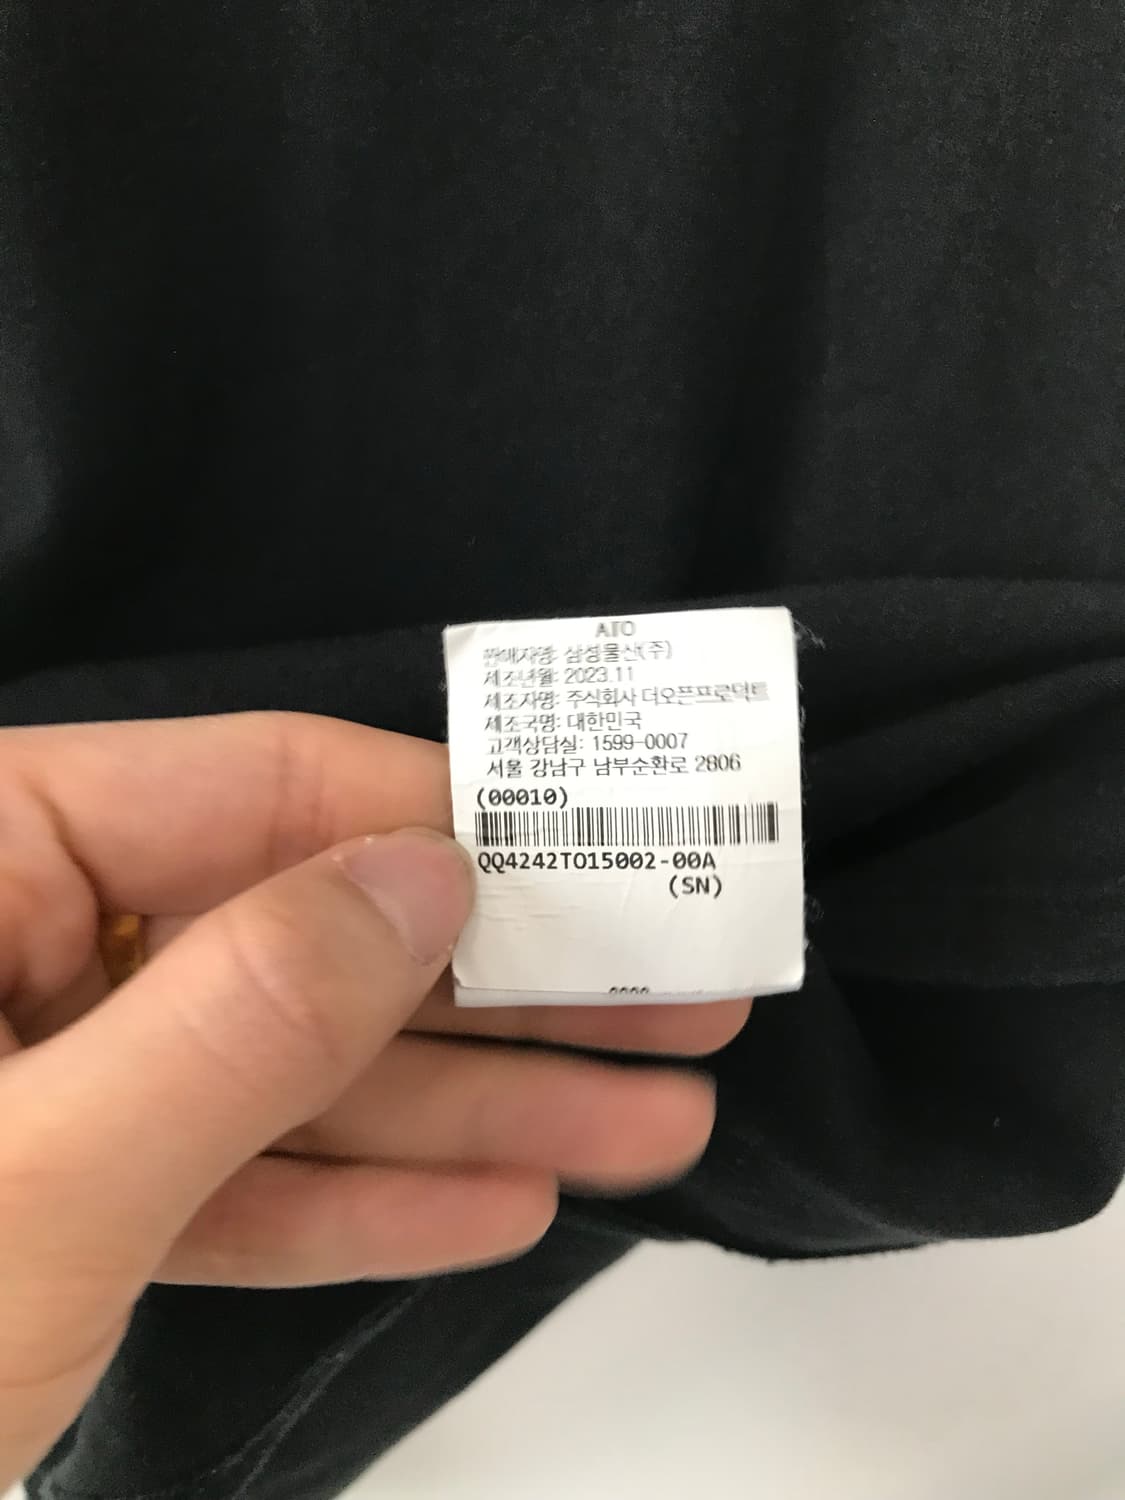 ATO
판매자명: 삼성물산(주)
제조년월: 2023.11
제조자명: 주식회사 더오픈프로덕트
제조국명: 대한민국
고객상담실: 1599-0007
서울 강남구 남부순환로 2806
(00010)
QQ4242TO15002-00A
(SN)